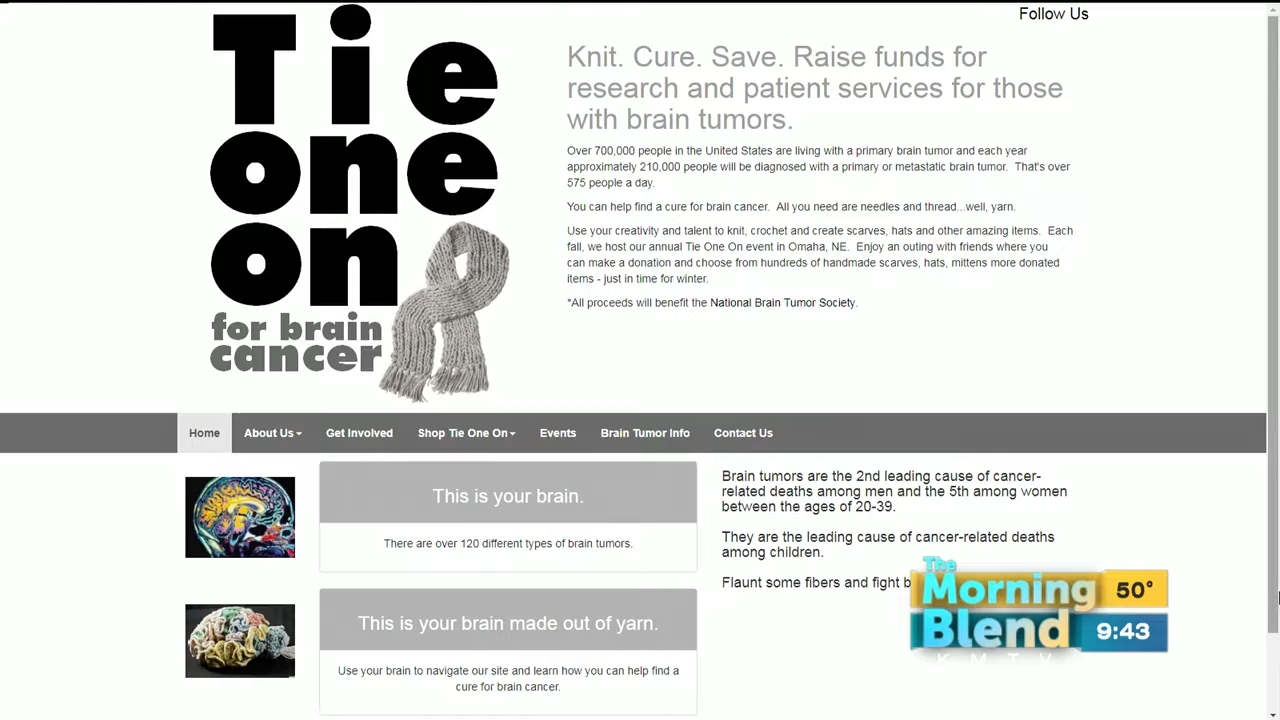 Tie
one
on
for brain
cancer
Follow Us
Knit. Cure. Save. Raise funds for
research and patient services for those
with brain tumors.
Over 700,000 people in the United States are living with a primary brain tumor and each year
approximately 210,000 people will be diagnosed with a primary or metastatic brain tumor.  That's over
575 people a day.
You can help find a cure for brain cancer.  All you need are needles and thread...well, yarn.
Use your creativity and talent to knit, crochet and create scarves, hats and other amazing items.  Each
fall, we host our annual Tie One On event in Omaha, NE.  Enjoy an outing with friends where you
can make a donation and choose from hundreds of handmade scarves, hats, mittens more donated
items - just in time for winter.
*All proceeds will benefit the National Brain Tumor Society.
Home About Us Get Involved Shop Tie One On Events Brain Tumor Info Contact Us
This is your brain.
There are over 120 different types of brain tumors.
This is your brain made out of yarn.
Use your brain to navigate our site and learn how you can help find a
cure for brain cancer.
Brain tumors are the 2nd leading cause of cancer-
related deaths among men and the 5th among women
between the ages of 20-39.
They are the leading cause of cancer-related deaths
among children.
Flaunt some fibers and fight b
The
Morning 50°
Blend 9:43
KMTV